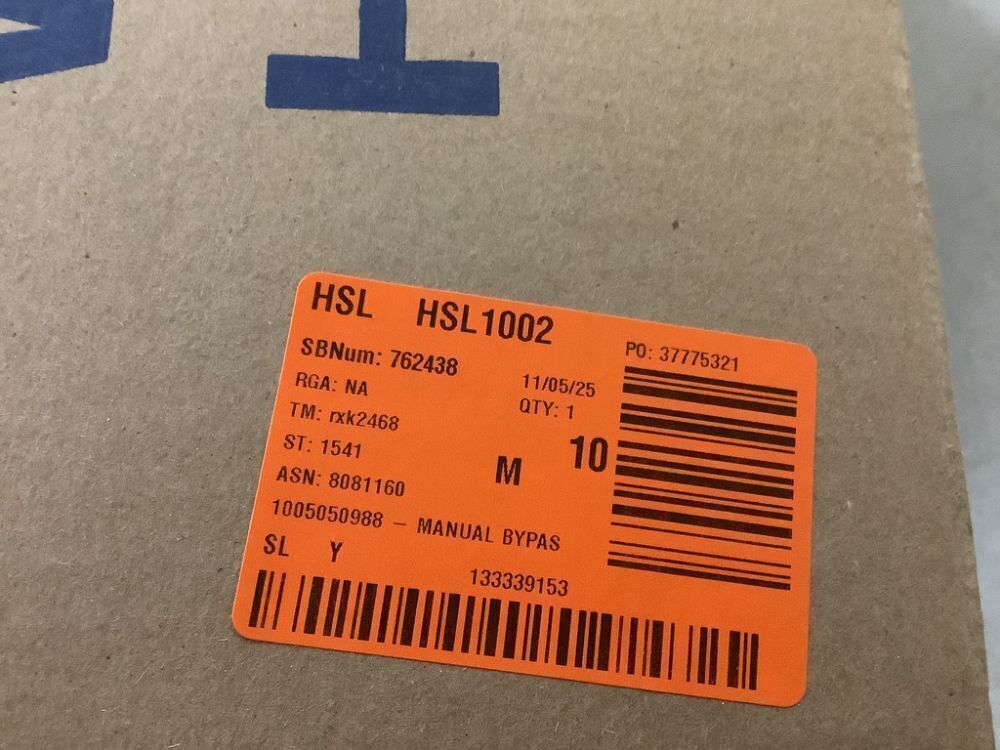 HSL HSL1002
SBNum: 762438
RGA: NA
TM: rxk2468
ST: 1541
ASN: 8081160
11/05/25
QTY: 1
M 10
PO: 37775321
1005050988 – MANUAL BYPAS
SL Y
133339153